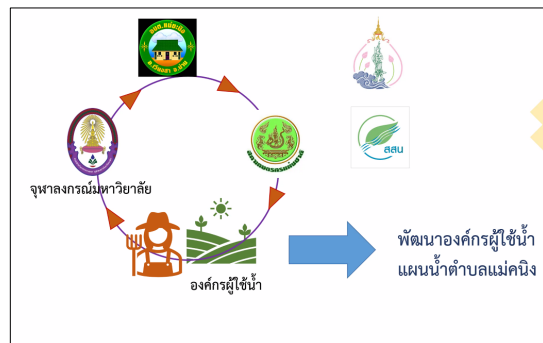 จุฬาลงกรณ์มหาวิยาลัย
สสน
องค์กรผู้ใช้น้ำ
พัฒนาองค์กรผู้ใช้น้ำ
แผนน้ำตำบลแม่คนิง